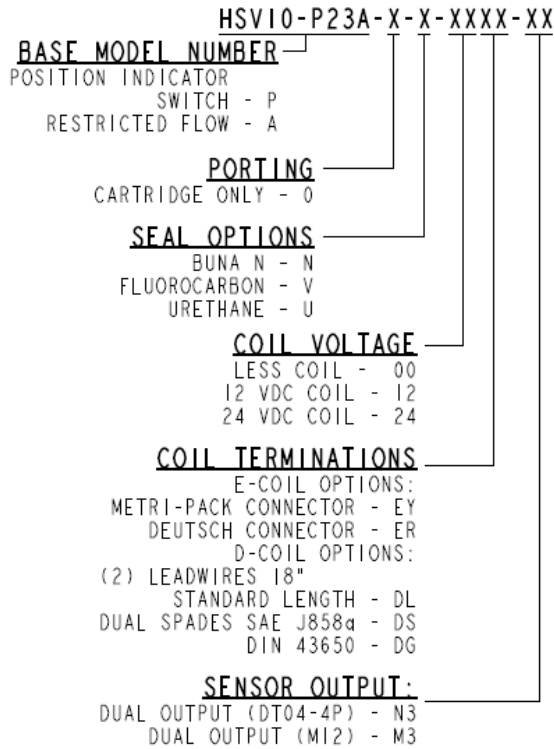 HSV10-P23A-X-X-XXXX-XX
BASE MODEL NUMBER
POSITION INDICATOR
SWITCH - P
RESTRICTED FLOW - A
PORTING
CARTRIDGE ONLY - 0
SEAL OPTIONS
BUNA N - N
FLUOROCARBON - V
URETHANE - U
COIL VOLTAGE
LESS COIL - 00
12 VDC COIL - 12
24 VDC COIL - 24
COIL TERMINATIONS
E-COIL OPTIONS:
METRI-PACK CONNECTOR - EY
DEUTSCH CONNECTOR - ER
D-COIL OPTIONS:
(2) LEADWIRES 18"
STANDARD LENGTH - DL
DUAL SPADES SAE J858a - DS
DIN 43650 - DG
SENSOR OUTPUT:
DUAL OUTPUT (DT04-4P) - N3
DUAL OUTPUT (M12) - M3